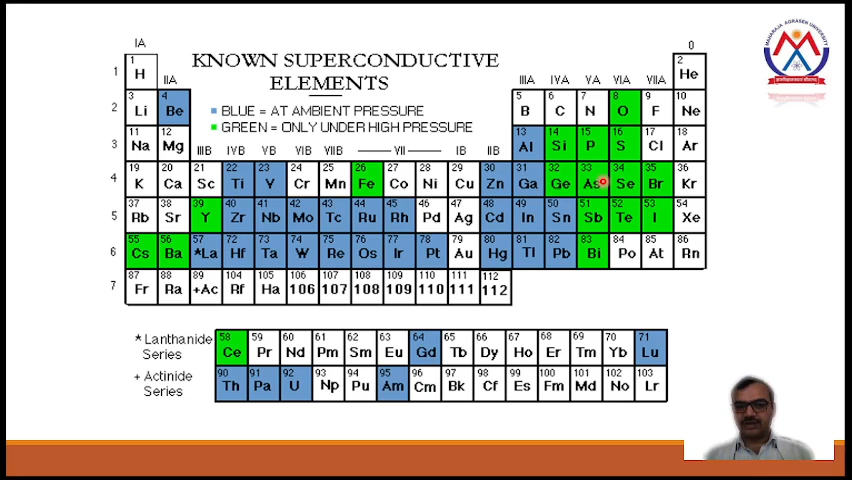 IA
0
KNOWN SUPERCONDUCTIVE
ELEMENTS
BLUE = AT AMBIENT PRESSURE
GREEN = ONLY UNDER HIGH PRESSURE
IIA
IIIA IVA VA VIA VIIA
IIIB IVB VB VIB VIIB VII IB IIB
1 1 H 2 He
2 3 Li 4 Be 5 B 6 C 7 N 8 O 9 F 10 Ne
3 11 Na 12 Mg 13 Al 14 Si 15 P 16 S 17 Cl 18 Ar
4 19 K 20 Ca 21 Sc 22 Ti 23 V 24 Cr 25 Mn 26 Fe 27 Co 28 Ni 29 Cu 30 Zn 31 Ga 32 Ge 33 As 34 Se 35 Br 36 Kr
5 37 Rb 38 Sr 39 Y 40 Zr 41 Nb 42 Mo 43 Tc 44 Ru 45 Rh 46 Pd 47 Ag 48 Cd 49 In 50 Sn 51 Sb 52 Te 53 I 54 Xe
6 55 Cs 56 Ba 57 *La 72 Hf 73 Ta 74 W 75 Re 76 Os 77 Ir 78 Pt 79 Au 80 Hg 81 Tl 82 Pb 83 Bi 84 Po 85 At 86 Rn
7 87 Fr 88 Ra 89 +Ac 104 Rf 105 Ha 106 106 107 107 108 108 109 109 110 110 111 111 112 112
* Lanthanide
Series
58 Ce 59 Pr 60 Nd 61 Pm 62 Sm 63 Eu 64 Gd 65 Tb 66 Dy 67 Ho 68 Er 69 Tm 70 Yb 71 Lu
+ Actinide
Series
90 Th 91 Pa 92 U 93 Np 94 Pu 95 Am 96 Cm 97 Bk 98 Cf 99 Es 100 Fm 101 Md 102 No 103 Lr
MAHARAJA AGRASEN UNIVERSITY